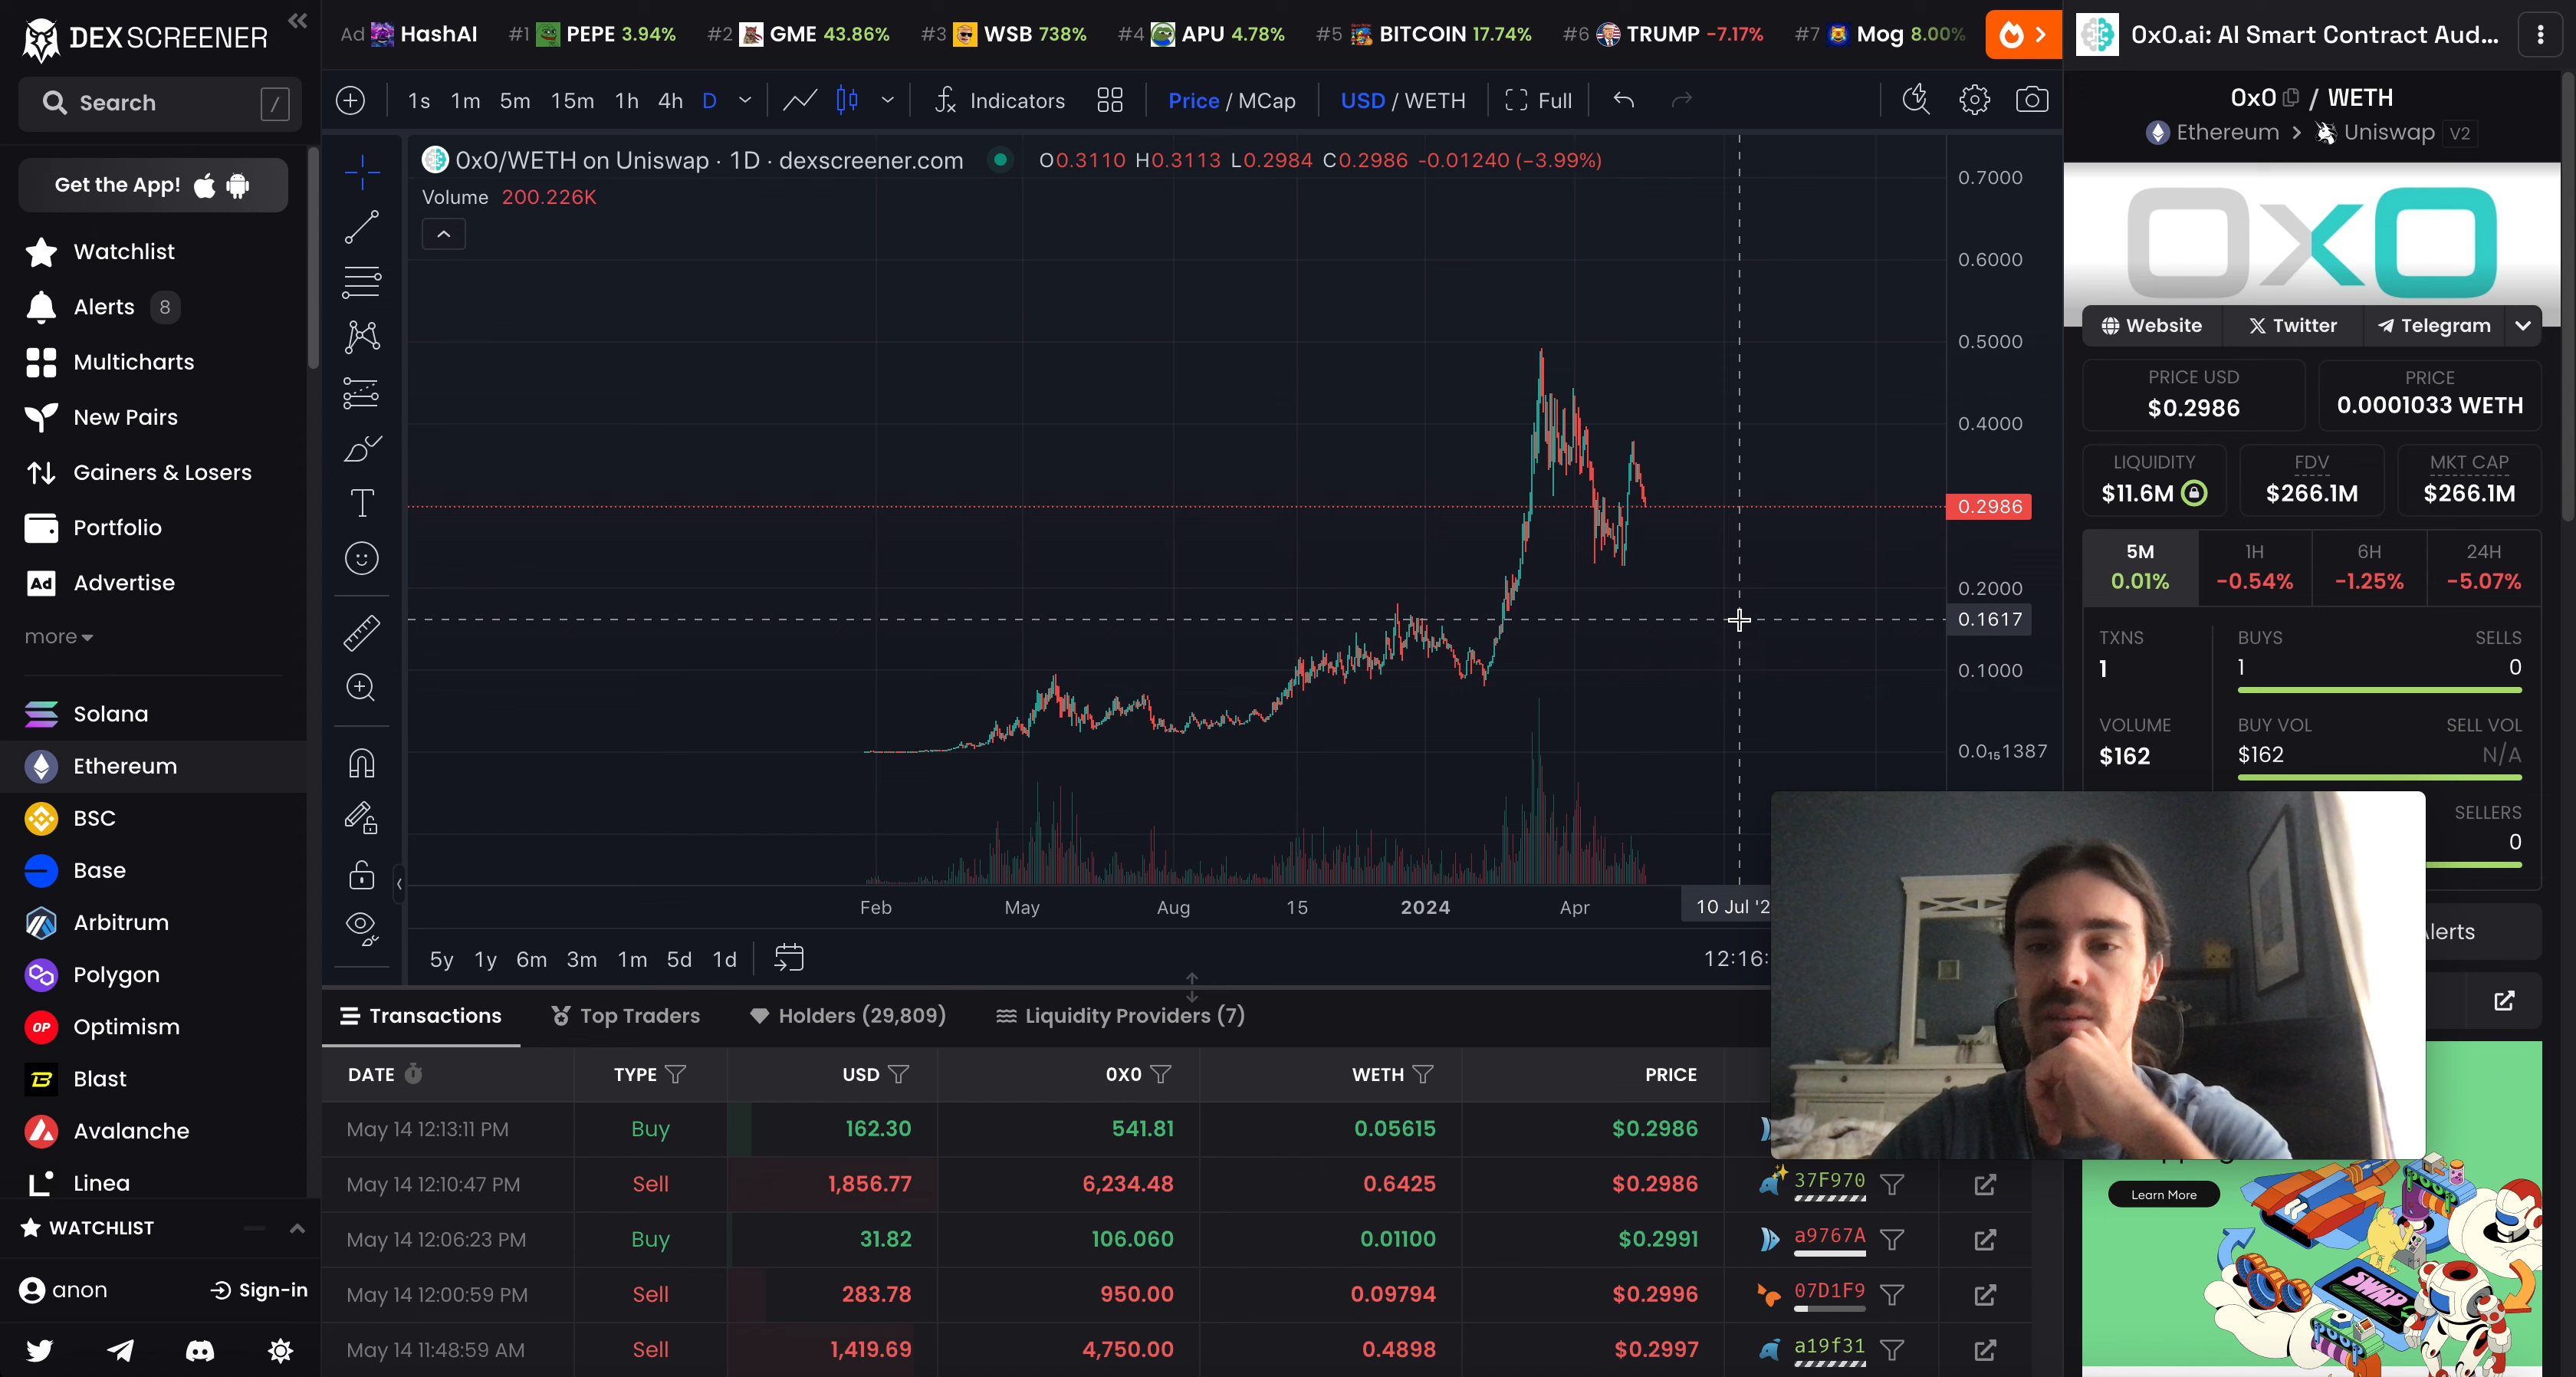 DEX SCREENER
Search /
Get the App!
Watchlist
Alerts 8
Multicharts
New Pairs
Gainers & Losers
Portfolio
Ad Advertise
more
Solana
Ethereum
BSC
Base
Arbitrum
Polygon
OP Optimism
Blast
Avalanche
Linea
WATCHLIST
anon Sign-in
Ad HashAI #1 PEPE 3.94% #2 GME 43.86% #3 WSB 738% #4 APU 4.78% #5 BITCOIN 17.74% #6 TRUMP -7.17% #7 Mog 8.00%
1s 1m 5m 15m 1h 4h D Indicators Price / MCap USD / WETH Full
0x0/WETH on Uniswap · 1D · dexscreener.com O0.3110 H0.3113 L0.2984 C0.2986 -0.01240 (−3.99%)
Volume 200.226K
0.7000
0.6000
0.5000
0.4000
0.2986
0.2000
0.1617
0.1000
0.0₁₅1387
Feb May Aug 15 2024 Apr 10 Jul '2
5y 1y 6m 3m 1m 5d 1d 12:16:
Transactions Top Traders Holders (29,809) Liquidity Providers (7)
DATE TYPE USD 0X0 WETH PRICE
May 14 12:13:11 PM Buy 162.30 541.81 0.05615 $0.2986
May 14 12:10:47 PM Sell 1,856.77 6,234.48 0.6425 $0.2986 37F970
May 14 12:06:23 PM Buy 31.82 106.060 0.01100 $0.2991 a9767A
May 14 12:00:59 PM Sell 283.78 950.00 0.09794 $0.2996 07D1F9
May 14 11:48:59 AM Sell 1,419.69 4,750.00 0.4898 $0.2997 a19f31
0x0.ai: AI Smart Contract Aud...
0x0 / WETH
Ethereum > Uniswap V2
0x0
Website Twitter Telegram
PRICE USD PRICE
$0.2986 0.0001033 WETH
LIQUIDITY FDV MKT CAP
$11.6M $266.1M $266.1M
5M 1H 6H 24H
0.01% -0.54% -1.25% -5.07%
TXNS BUYS SELLS
1 1 0
VOLUME BUY VOL SELL VOL
$162 $162 N/A
SELLERS
0
lerts
Learn More
SWAP